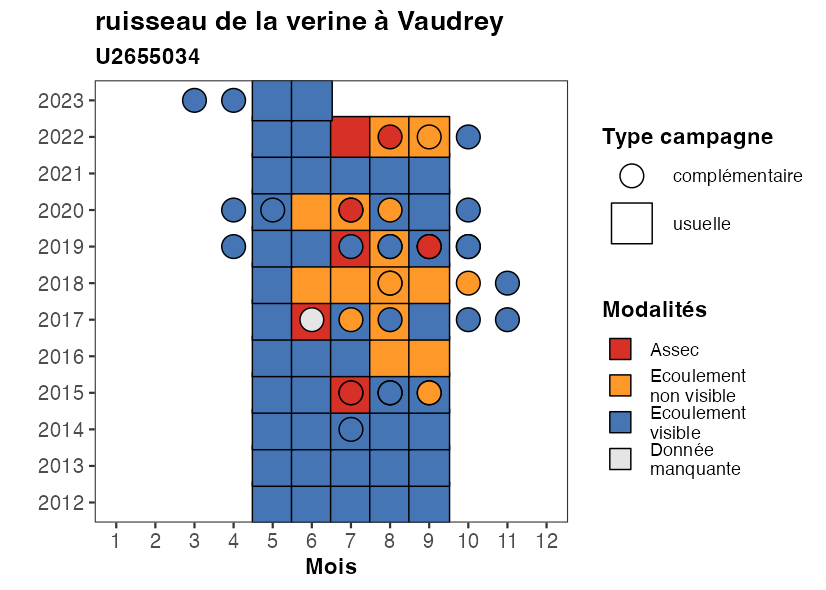 ruisseau de la verine à Vaudrey
U2655034
2023
2022
2021
2020
2019
2018
2017
2016
2015
2014
2013
2012
1 2 3 4 5 6 7 8 9 10 11 12
Mois
Type campagne
complémentaire
usuelle
Modalités
Assec
Ecoulement
non visible
Ecoulement
visible
Donnée
manquante